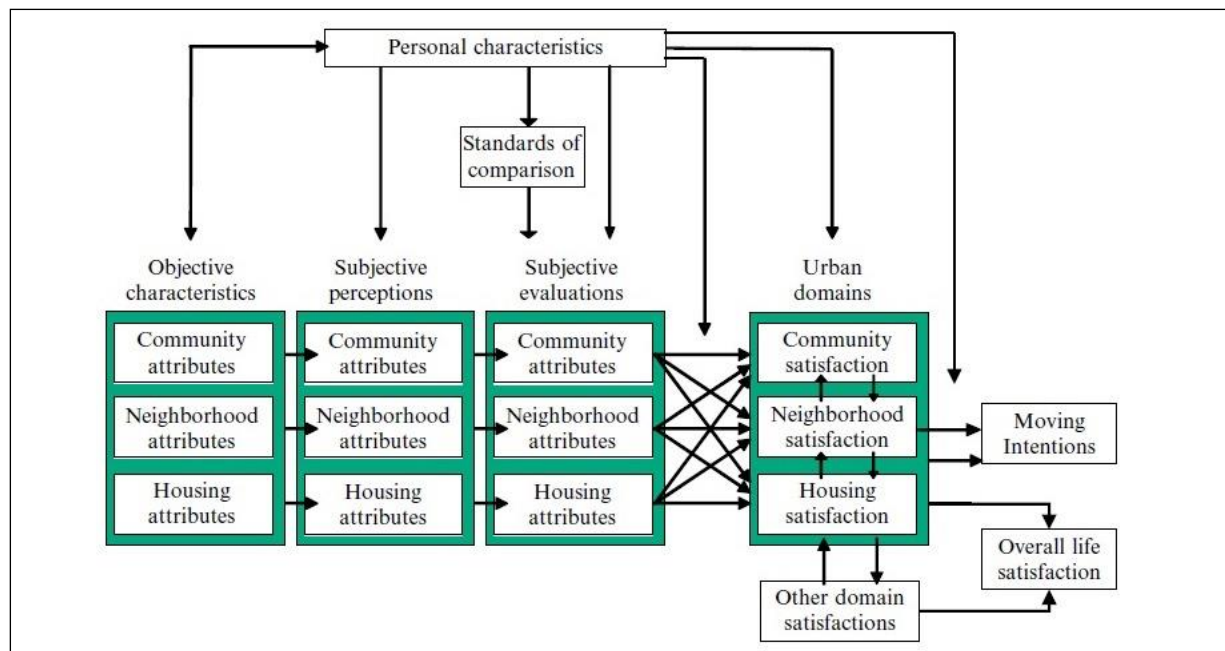 Personal characteristics
Standards of
comparison
Objective
characteristics
Subjective
perceptions
Subjective
evaluations
Urban
domains
Community
attributes
Community
attributes
Community
attributes
Community
satisfaction
Neighborhood
attributes
Neighborhood
attributes
Neighborhood
attributes
Neighborhood
satisfaction
Moving
Intentions
Housing
attributes
Housing
attributes
Housing
attributes
Housing
satisfaction
Overall life
satisfaction
Other domain
satisfactions